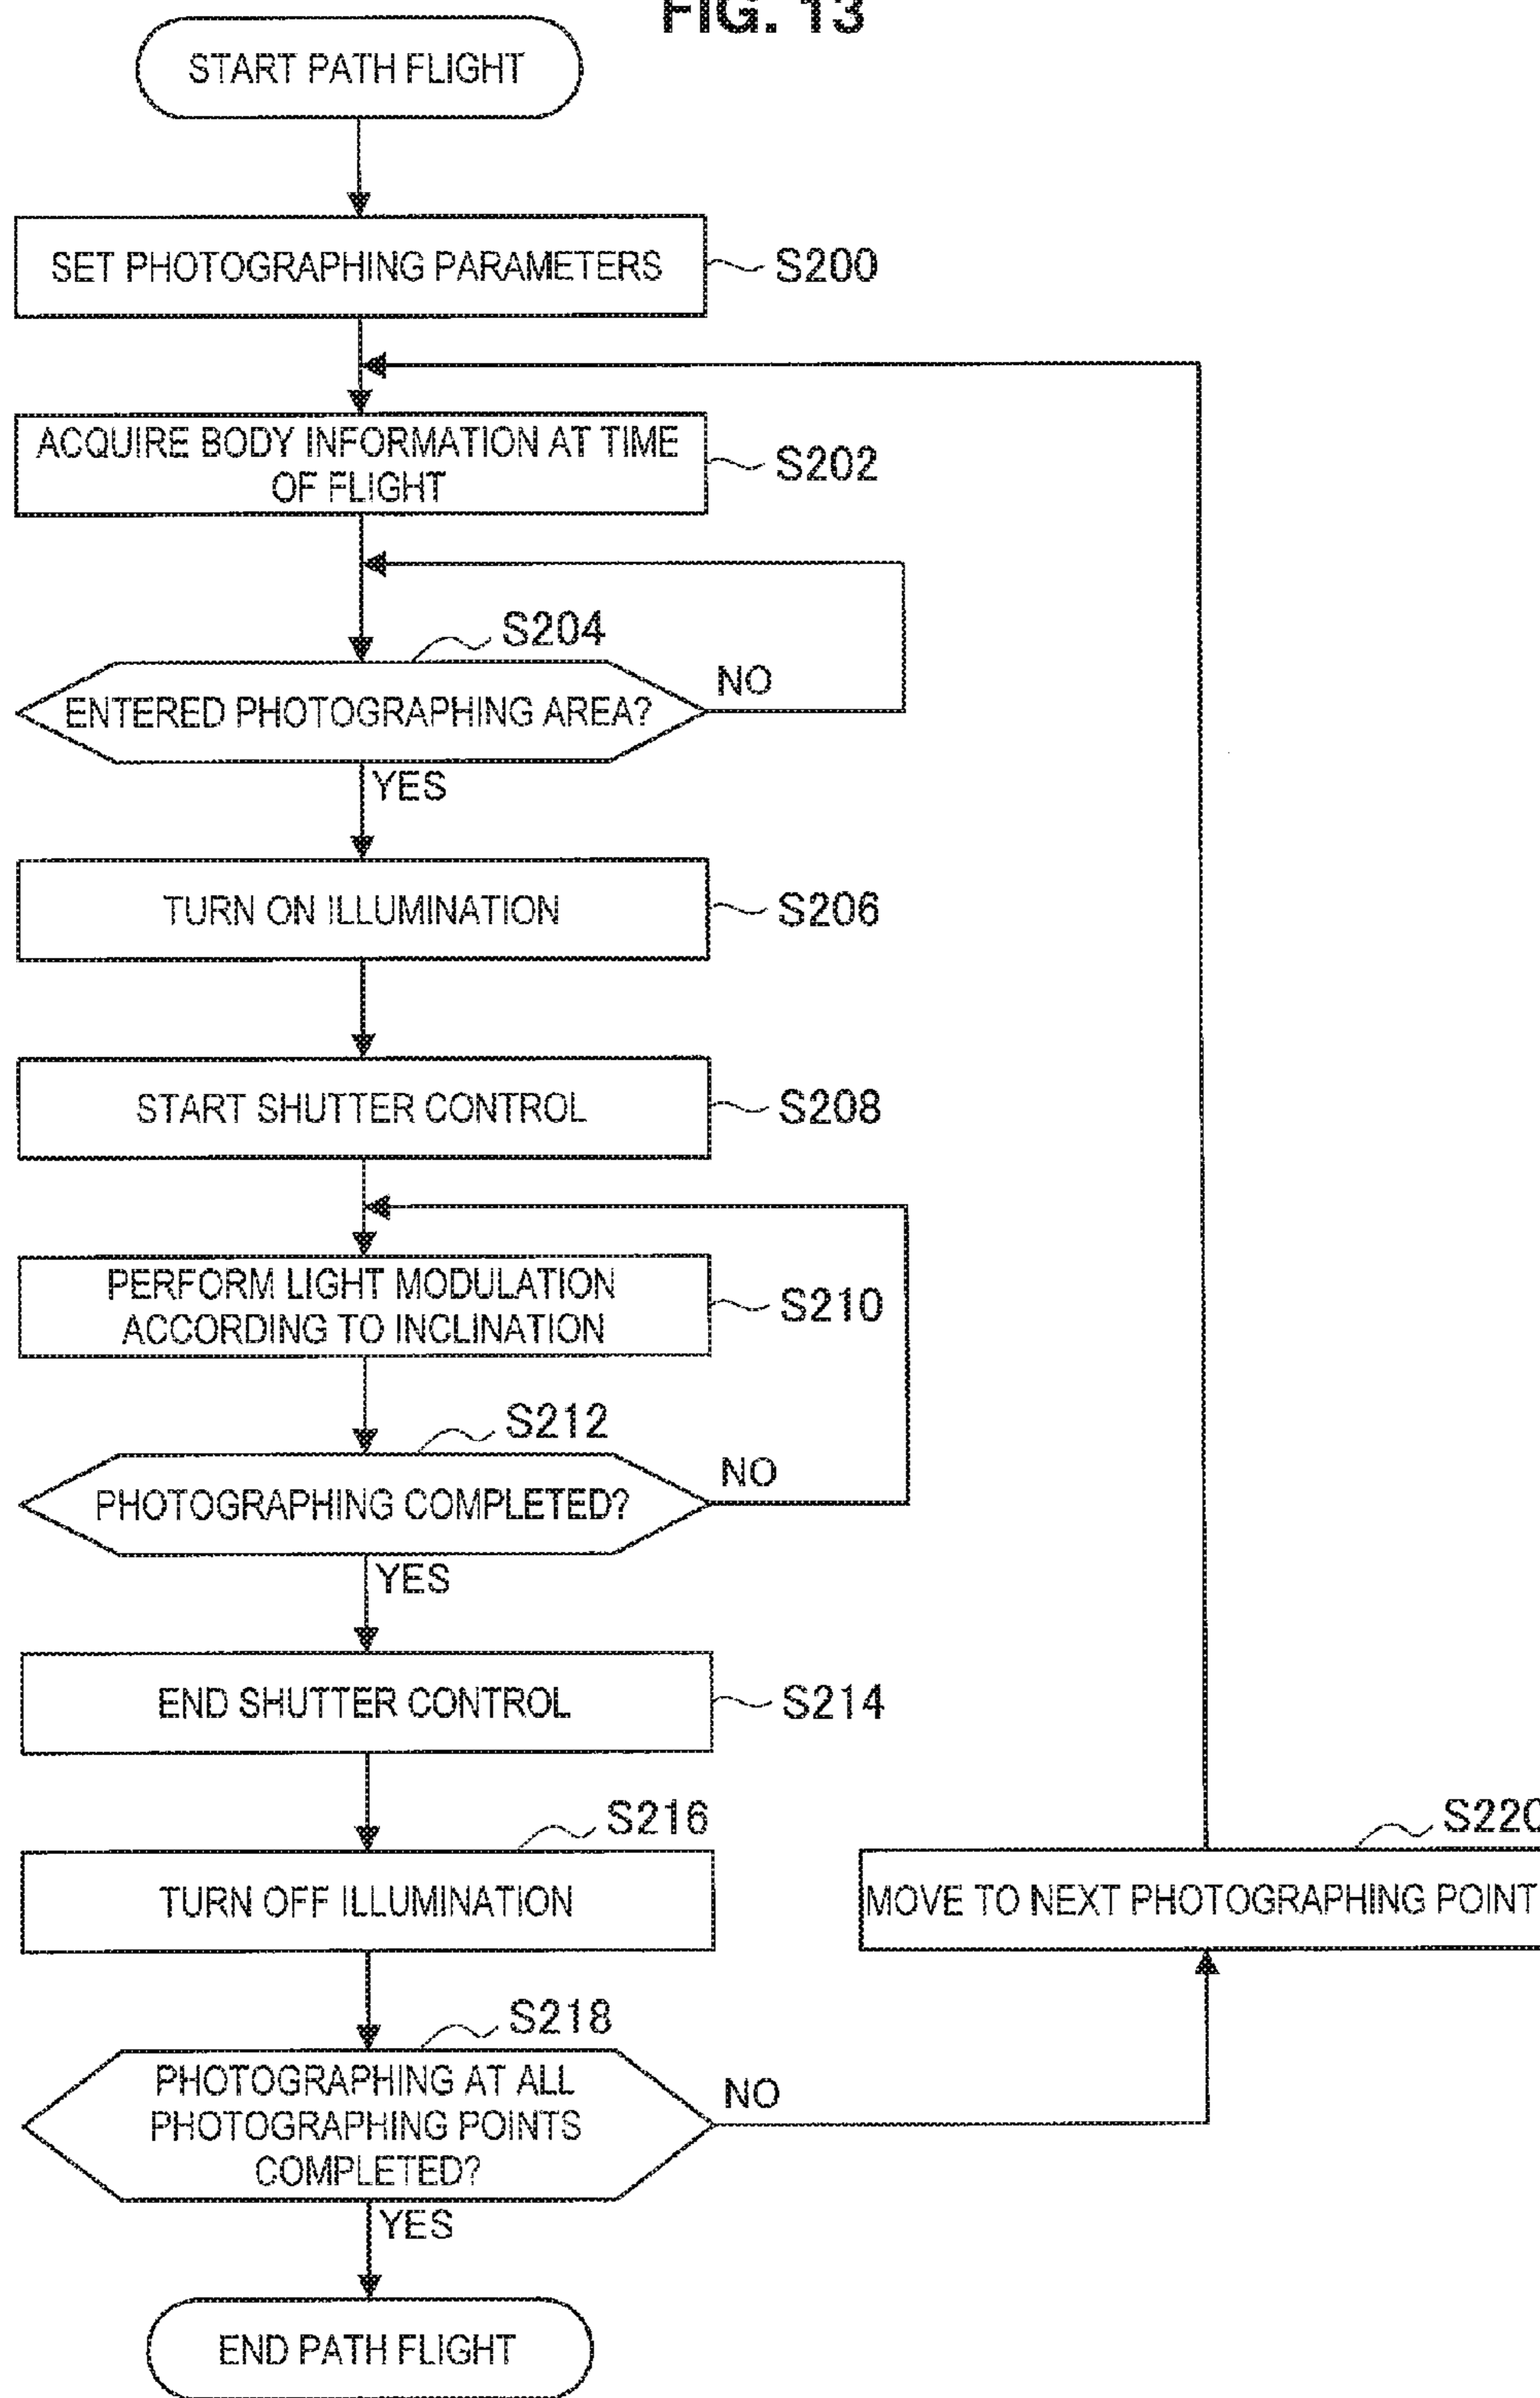 FIG. 13
START PATH FLIGHT
SET PHOTOGRAPHING PARAMETERS
S200
ACQUIRE BODY INFORMATION AT TIME
OF FLIGHT
S202
S204
ENTERED PHOTOGRAPHING AREA?
NO
YES
TURN ON ILLUMINATION
S206
START SHUTTER CONTROL
S208
PERFORM LIGHT MODULATION
ACCORDING TO INCLINATION
S210
S212
PHOTOGRAPHING COMPLETED?
NO
YES
END SHUTTER CONTROL
S214
S216
TURN OFF ILLUMINATION
S220
MOVE TO NEXT PHOTOGRAPHING POINT
S218
PHOTOGRAPHING AT ALL
PHOTOGRAPHING POINTS
COMPLETED?
NO
YES
END PATH FLIGHT